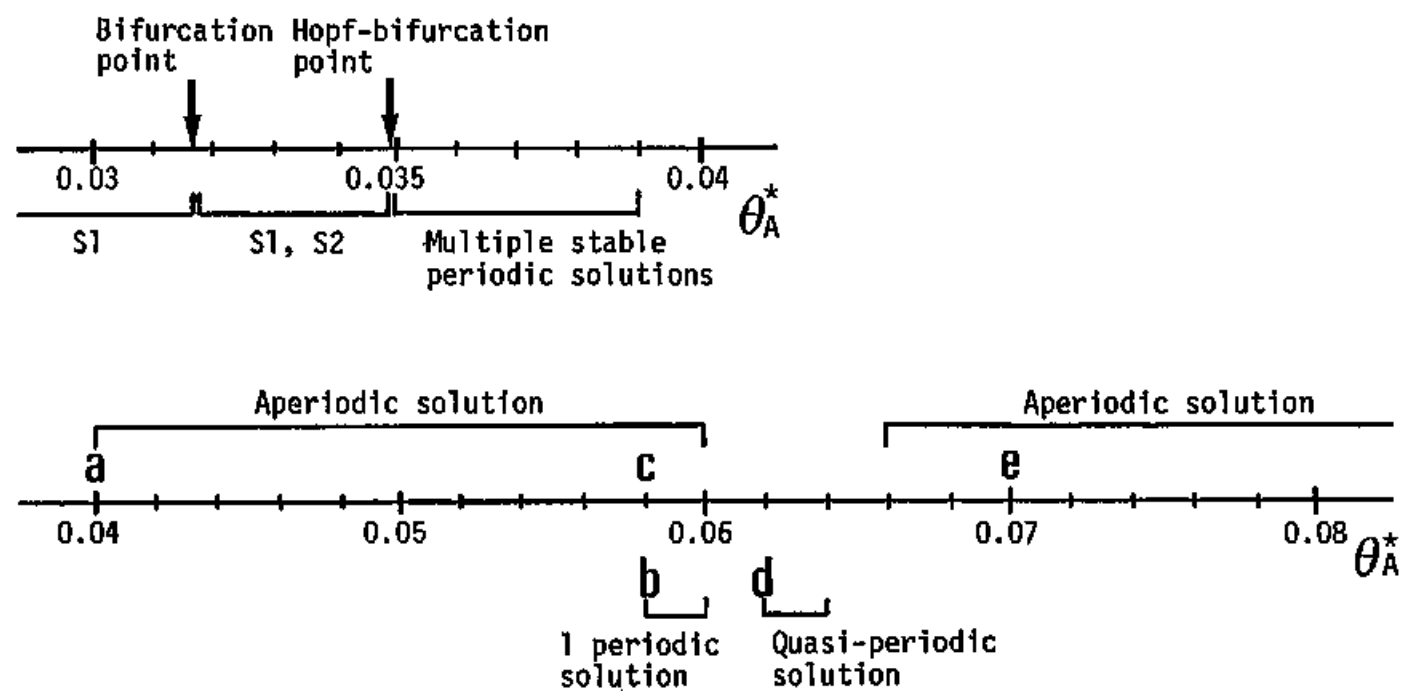 Bifurcation Hopf-bifurcation
point point
0.03 0.035 0.04
θ*A
S1 S1, S2 Multiple stable
periodic solutions
Aperiodic solution Aperiodic solution
a c e
0.04 0.05 0.06 0.07 0.08
θ*A
b d
1 periodic Quasi-periodic
solution solution